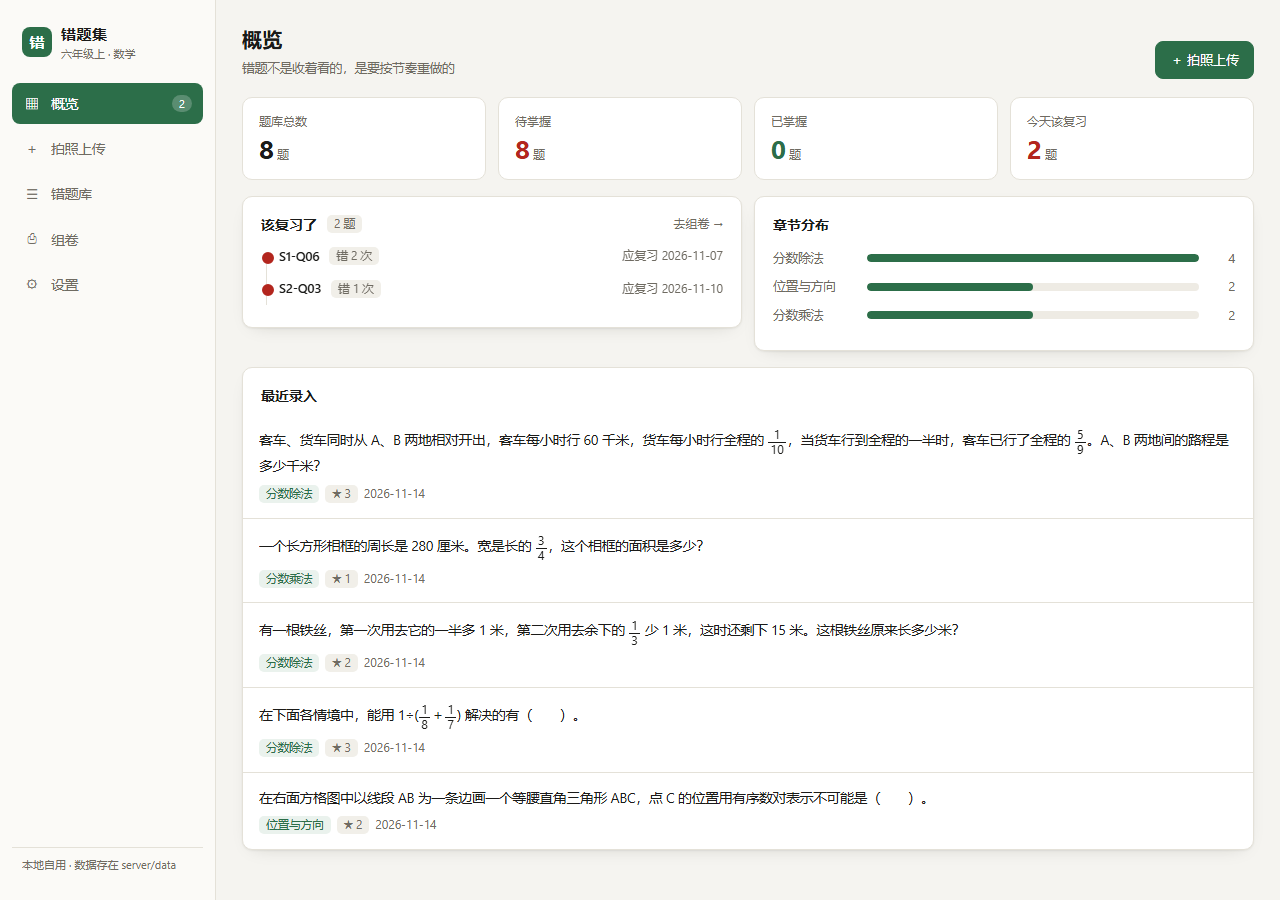 错
错题集
六年级上 · 数学
概览
2
+ 拍照上传
错题库
组卷
设置
本地自用 · 数据存在 server/data
概览
错题不是收着看的，是要按节奏重做的
+ 拍照上传
题库总数
8 题
待掌握
8 题
已掌握
0 题
今天该复习
2 题
该复习了 2 题
去组卷 →
S1-Q06 错 2 次 应复习 2026-11-07
S2-Q03 错 1 次 应复习 2026-11-10
章节分布
分数除法 4
位置与方向 2
分数乘法 2
最近录入
客车、货车同时从 A、B 两地相对开出，客车每小时行 60 千米，货车每小时行全程的 1/10，当货车行到全程的一半时，客车已行了全程的 5/9。A、B 两地间的路程是
多少千米？
分数除法 ★ 3 2026-11-14
一个长方形相框的周长是 280 厘米。宽是长的 3/4，这个相框的面积是多少？
分数乘法 ★ 1 2026-11-14
有一根铁丝，第一次用去它的一半多 1 米，第二次用去余下的 1/3 少 1 米，这时还剩下 15 米。这根铁丝原来长多少米？
分数除法 ★ 2 2026-11-14
在下面各情境中，能用 1÷(1/8 + 1/7) 解决的有（　　）。
分数除法 ★ 3 2026-11-14
在右面方格图中以线段 AB 为一条边画一个等腰直角三角形 ABC，点 C 的位置用有序数对表示不可能是（　　）。
位置与方向 ★ 2 2026-11-14